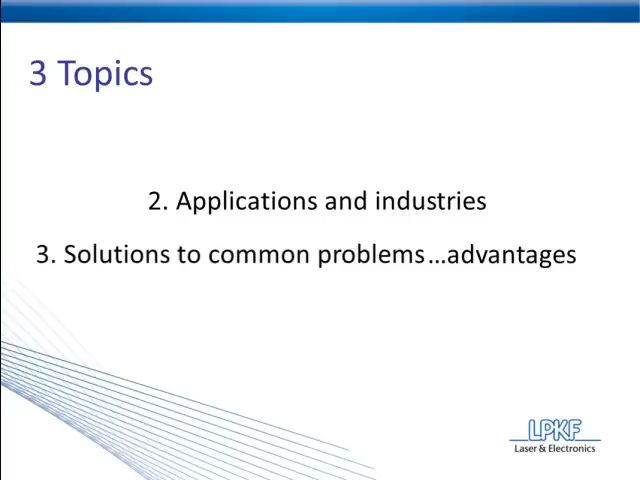 3 Topics
2. Applications and industries
3. Solutions to common problems...advantages
LPKF
Laser & Electronics